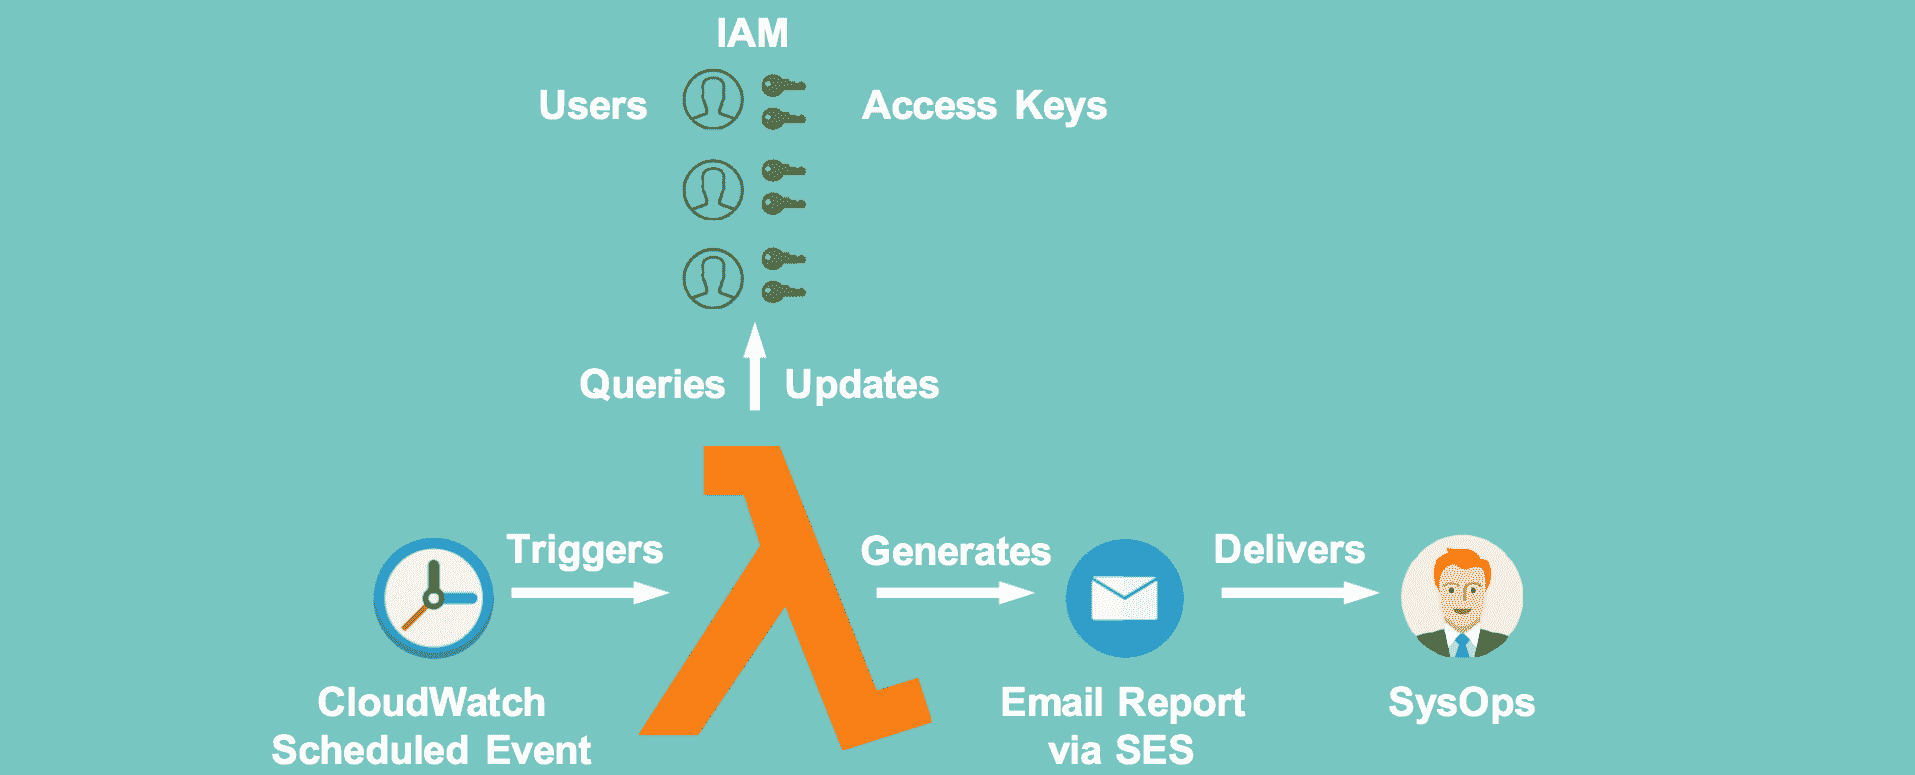 IAM
Users
Access Keys
Queries
Updates
Triggers
Generates
Delivers
CloudWatch
Scheduled Event
Email Report
via SES
SysOps